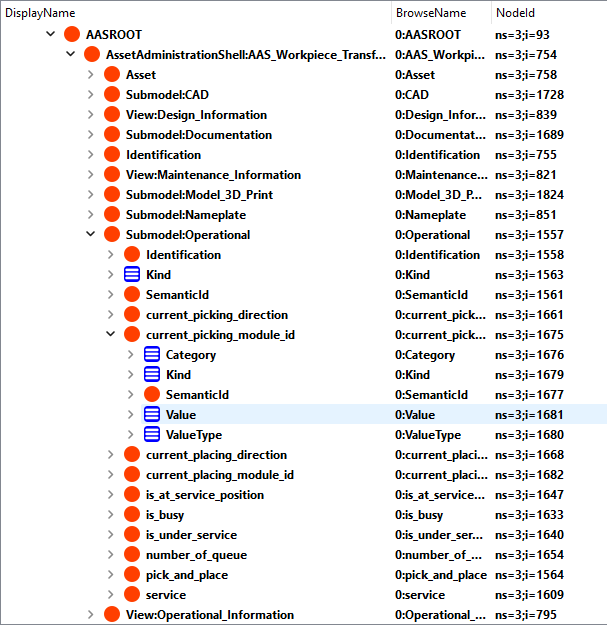 DisplayName BrowseName NodeId
AASROOT 0:AASROOT ns=3;i=93
AssetAdministrationShell:AAS_Workpiece_Transf... 0:AAS_Workpi... ns=3;i=754
Asset 0:Asset ns=3;i=758
Submodel:CAD 0:CAD ns=3;i=1728
View:Design_Information 0:Design_Infor... ns=3;i=839
Submodel:Documentation 0:Documentat... ns=3;i=1689
Identification 0:Identification ns=3;i=755
View:Maintenance_Information 0:Maintenance... ns=3;i=821
Submodel:Model_3D_Print 0:Model_3D_P... ns=3;i=1824
Submodel:Nameplate 0:Nameplate ns=3;i=851
Submodel:Operational 0:Operational ns=3;i=1557
Identification 0:Identification ns=3;i=1558
Kind 0:Kind ns=3;i=1563
SemanticId 0:SemanticId ns=3;i=1561
current_picking_direction 0:current_pick... ns=3;i=1661
current_picking_module_id 0:current_pick... ns=3;i=1675
Category 0:Category ns=3;i=1676
Kind 0:Kind ns=3;i=1679
SemanticId 0:SemanticId ns=3;i=1677
Value 0:Value ns=3;i=1681
ValueType 0:ValueType ns=3;i=1680
current_placing_direction 0:current_placi... ns=3;i=1668
current_placing_module_id 0:current_placi... ns=3;i=1682
is_at_service_position 0:is_at_service... ns=3;i=1647
is_busy 0:is_busy ns=3;i=1633
is_under_service 0:is_under_ser... ns=3;i=1640
number_of_queue 0:number_of_... ns=3;i=1654
pick_and_place 0:pick_and_place ns=3;i=1564
service 0:service ns=3;i=1609
View:Operational_Information 0:Operational_... ns=3;i=795